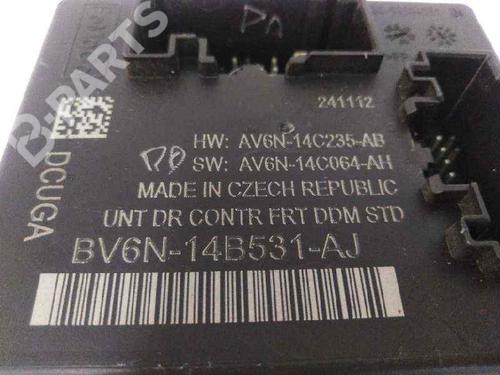 B-PARTS
241112
HW: AV6N-14C235-AB
SW: AV6N-14C064-AH
MADE IN CZECH REPUBLIC
UNT DR CONTR FRT DDM STD
BV6N-14B531-AJ
DCUGA